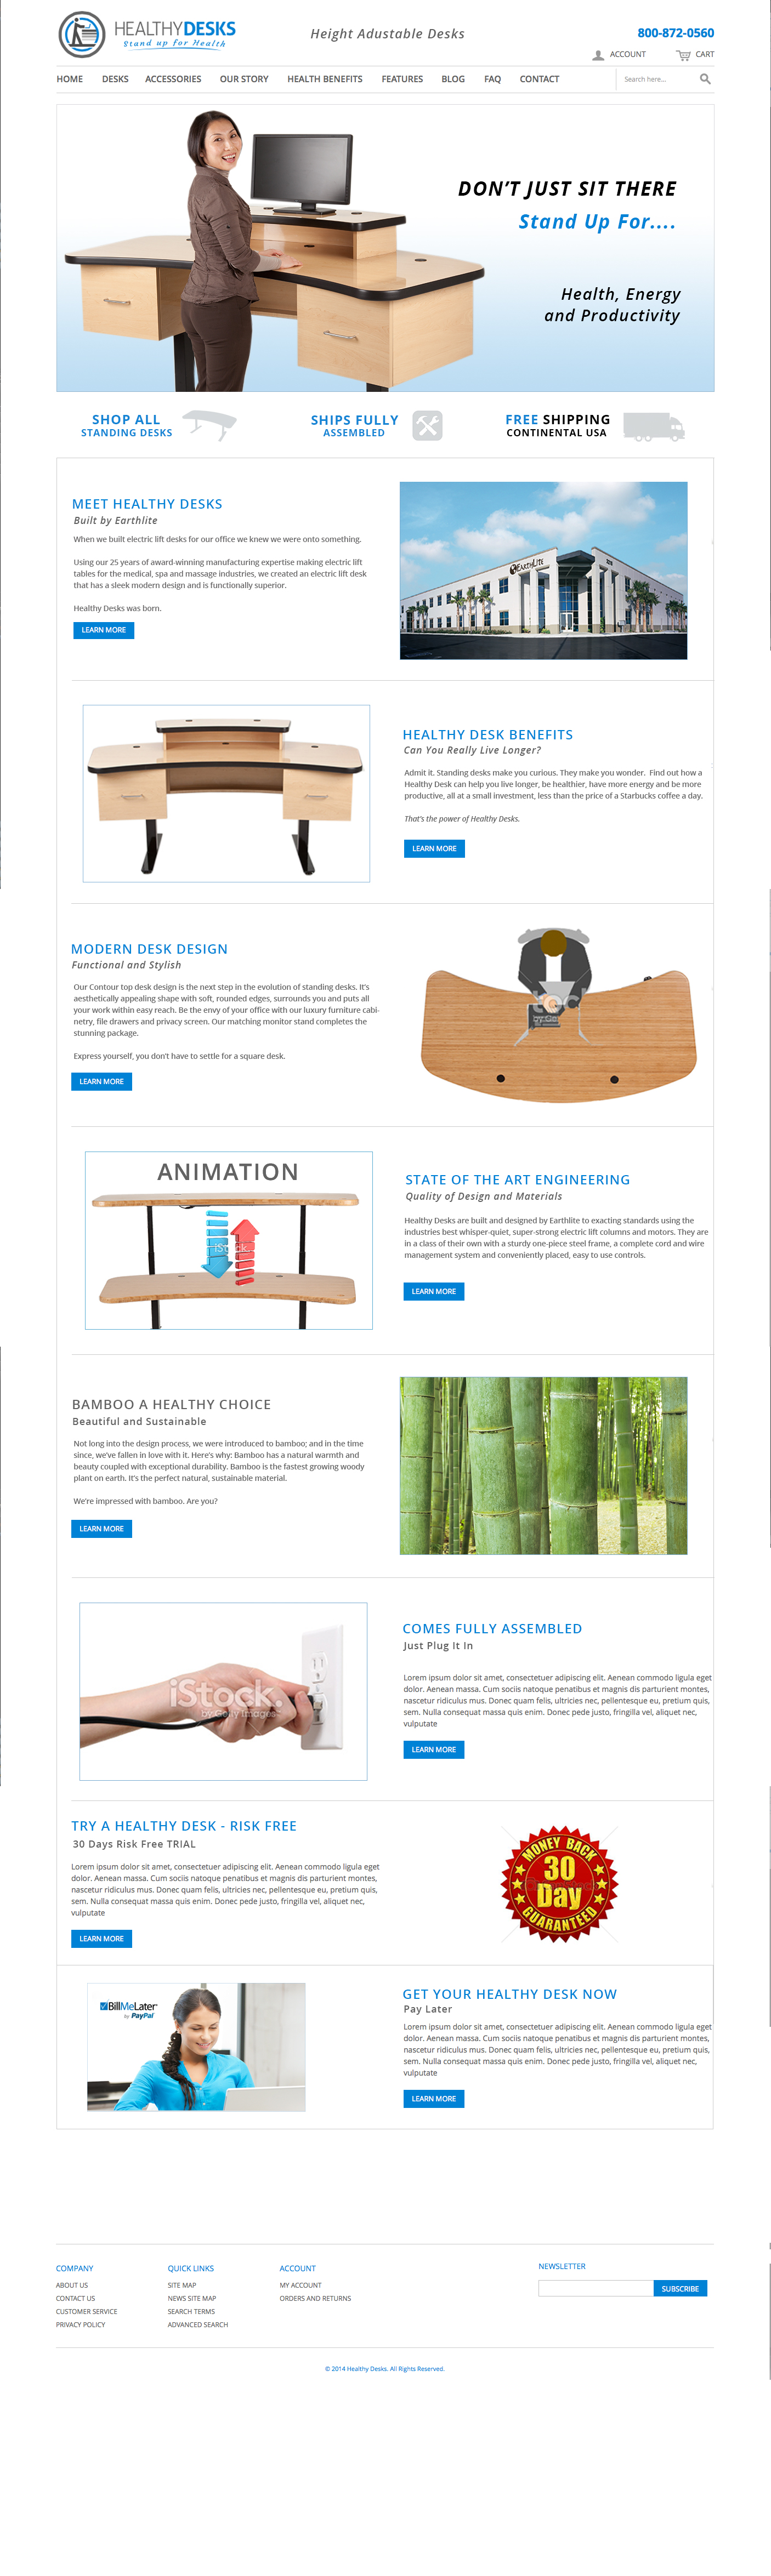 HEALTHYDESKS
Stand up for Health
Height Adustable Desks
800-872-0560
ACCOUNT CART
HOME DESKS ACCESSORIES OUR STORY HEALTH BENEFITS FEATURES BLOG FAQ CONTACT Search here...
DON'T JUST SIT THERE
Stand Up For....
Health, Energy
and Productivity
SHOP ALL
STANDING DESKS
SHIPS FULLY
ASSEMBLED
FREE SHIPPING
CONTINENTAL USA
MEET HEALTHY DESKS
Built by Earthlite
When we built electric lift desks for our office we knew we were onto something.
Using our 25 years of award-winning manufacturing expertise making electric lift
tables for the medical, spa and massage industries, we created an electric lift desk
that has a sleek modern design and is functionally superior.
Healthy Desks was born.
LEARN MORE
EARTHLITE
HEALTHY DESK BENEFITS
Can You Really Live Longer?
Admit it. Standing desks make you curious. They make you wonder. Find out how a
Healthy Desk can help you live longer, be healthier, have more energy and be more
productive, all at a small investment, less than the price of a Starbucks coffee a day.
That's the power of Healthy Desks.
LEARN MORE
MODERN DESK DESIGN
Functional and Stylish
Our Contour top desk design is the next step in the evolution of standing desks. It's
aesthetically appealing shape with soft, rounded edges, surrounds you and puts all
your work within easy reach. Be the envy of your office with our luxury furniture cabi-
netry, file drawers and privacy screen. Our matching monitor stand completes the
stunning package.
Express yourself, you don't have to settle for a square desk.
LEARN MORE
ANIMATION
iStock
STATE OF THE ART ENGINEERING
Quality of Design and Materials
Healthy Desks are built and designed by Earthlite to exacting standards using the
industries best whisper-quiet, super-strong electric lift columns and motors. They are
in a class of their own with a sturdy one-piece steel frame, a complete cord and wire
management system and conveniently placed, easy to use controls.
LEARN MORE
BAMBOO A HEALTHY CHOICE
Beautiful and Sustainable
Not long into the design process, we were introduced to bamboo; and in the time
since, we've fallen in love with it. Here's why: Bamboo has a natural warmth and
beauty coupled with exceptional durability. Bamboo is the fastest growing woody
plant on earth. It's the perfect natural, sustainable material.
We're impressed with bamboo. Are you?
LEARN MORE
iStock.
by Getty Images
COMES FULLY ASSEMBLED
Just Plug It In
Lorem ipsum dolor sit amet, consectetuer adipiscing elit. Aenean commodo ligula eget
dolor. Aenean massa. Cum sociis natoque penatibus et magnis dis parturient montes,
nascetur ridiculus mus. Donec quam felis, ultricies nec, pellentesque eu, pretium quis,
sem. Nulla consequat massa quis enim. Donec pede justo, fringilla vel, aliquet nec,
vulputate
LEARN MORE
TRY A HEALTHY DESK - RISK FREE
30 Days Risk Free TRIAL
Lorem ipsum dolor sit amet, consectetuer adipiscing elit. Aenean commodo ligula eget
dolor. Aenean massa. Cum sociis natoque penatibus et magnis dis parturient montes,
nascetur ridiculus mus. Donec quam felis, ultricies nec, pellentesque eu, pretium quis,
sem. Nulla consequat massa quis enim. Donec pede justo, fringilla vel, aliquet nec,
vulputate
LEARN MORE
MONEY BACK
30
Day
GUARANTEED
BillMeLater
by PayPal
GET YOUR HEALTHY DESK NOW
Pay Later
Lorem ipsum dolor sit amet, consectetuer adipiscing elit. Aenean commodo ligula eget
dolor. Aenean massa. Cum sociis natoque penatibus et magnis dis parturient montes,
nascetur ridiculus mus. Donec quam felis, ultricies nec, pellentesque eu, pretium quis,
sem. Nulla consequat massa quis enim. Donec pede justo, fringilla vel, aliquet nec,
vulputate
LEARN MORE
COMPANY
ABOUT US
CONTACT US
CUSTOMER SERVICE
PRIVACY POLICY
QUICK LINKS
SITE MAP
NEWS SITE MAP
SEARCH TERMS
ADVANCED SEARCH
ACCOUNT
MY ACCOUNT
ORDERS AND RETURNS
NEWSLETTER
SUBSCRIBE
© 2014 Healthy Desks. All Rights Reserved.